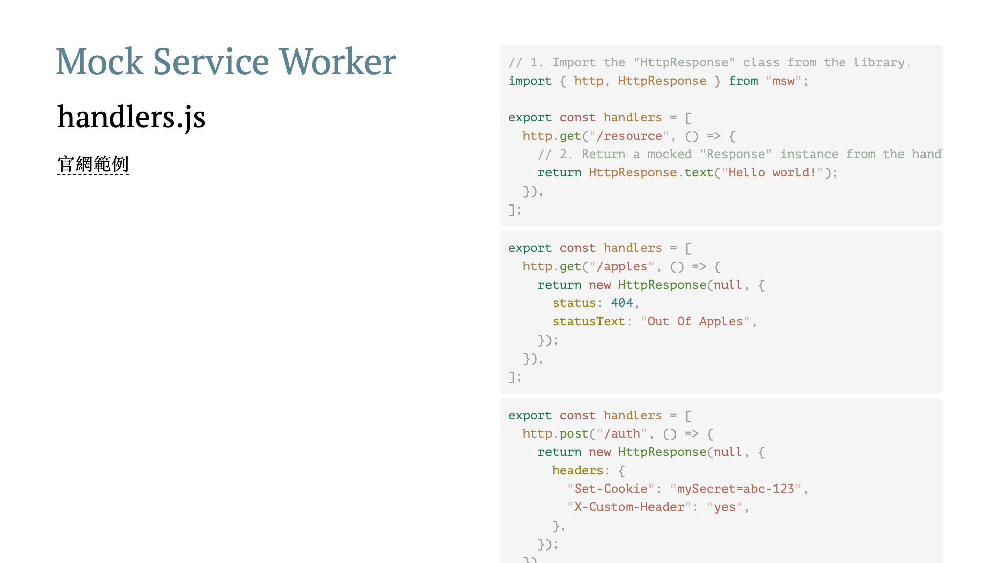 Mock Service Worker
handlers.js
官網範例
// 1. Import the "HttpResponse" class from the library.
import { http, HttpResponse } from "msw";
export const handlers = [
  http.get("/resource", () => {
    // 2. Return a mocked "Response" instance from the hand
    return HttpResponse.text("Hello world!");
  }),
];
export const handlers = [
  http.get("/apples", () => {
    return new HttpResponse(null, {
      status: 404,
      statusText: "Out Of Apples",
    });
  }),
];
export const handlers = [
  http.post("/auth", () => {
    return new HttpResponse(null, {
      headers: {
        "Set-Cookie": "mySecret=abc-123",
        "X-Custom-Header": "yes",
      },
    });
  })